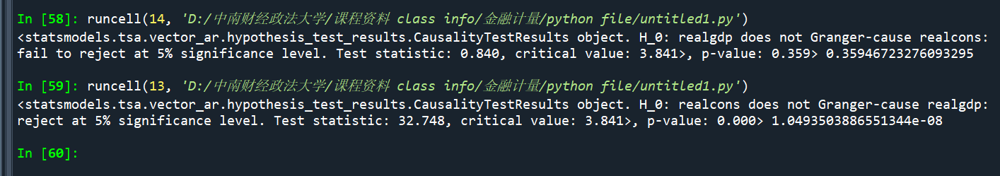 In [58]: runcell(14, 'D:/中南财经政法大学/课程资料 class info/金融计量/python file/untitled1.py')
<statsmodels.tsa.vector_ar.hypothesis_test_results.CausalityTestResults object. H_0: realgdp does not Granger-cause realcons:
fail to reject at 5% significance level. Test statistic: 0.840, critical value: 3.841>, p-value: 0.359> 0.35946723276093295
In [59]: runcell(13, 'D:/中南财经政法大学/课程资料 class info/金融计量/python file/untitled1.py')
<statsmodels.tsa.vector_ar.hypothesis_test_results.CausalityTestResults object. H_0: realcons does not Granger-cause realgdp:
reject at 5% significance level. Test statistic: 32.748, critical value: 3.841>, p-value: 0.000> 1.0493503886551344e-08
In [60]: